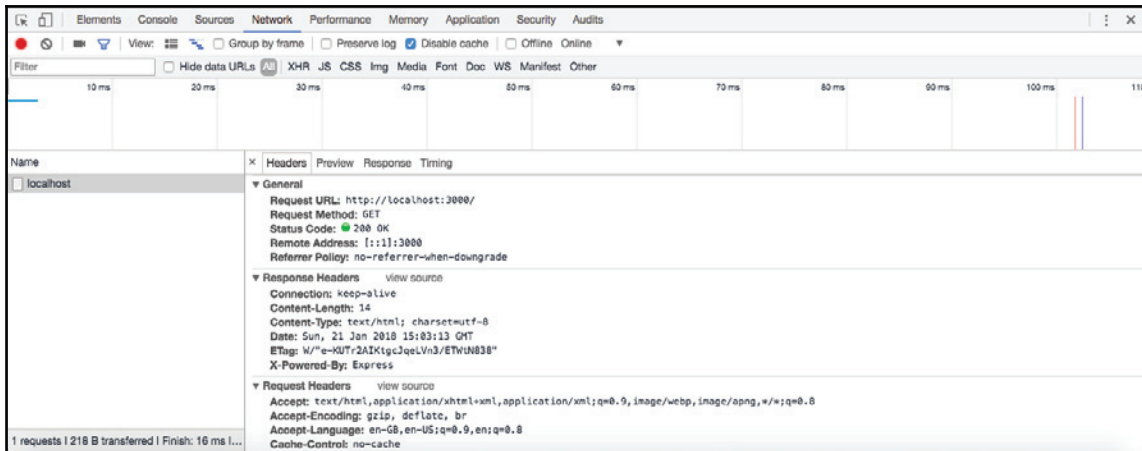 Elements Console Sources Network Performance Memory Application Security Audits
View: Group by frame Preserve log Disable cache Offline Online
Filter Hide data URLs All XHR JS CSS Img Media Font Doc WS Manifest Other
10 ms 20 ms 30 ms 40 ms 50 ms 60 ms 70 ms 80 ms 90 ms 100 ms 11
Name
localhost
1 requests | 218 B transferred | Finish: 16 ms |...
× Headers Preview Response Timing
▼ General
Request URL: http://localhost:3000/
Request Method: GET
Status Code: 200 OK
Remote Address: [::1]:3000
Referrer Policy: no-referrer-when-downgrade
▼ Response Headers view source
Connection: keep-alive
Content-Length: 14
Content-Type: text/html; charset=utf-8
Date: Sun, 21 Jan 2018 15:03:13 GMT
ETag: W/"e-KUTr2AIKtgcJqeLVn3/ETWtN838"
X-Powered-By: Express
▼ Request Headers view source
Accept: text/html,application/xhtml+xml,application/xml;q=0.9,image/webp,image/apng,*/*;q=0.8
Accept-Encoding: gzip, deflate, br
Accept-Language: en-GB,en-US;q=0.9,en;q=0.8
Cache-Control: no-cache